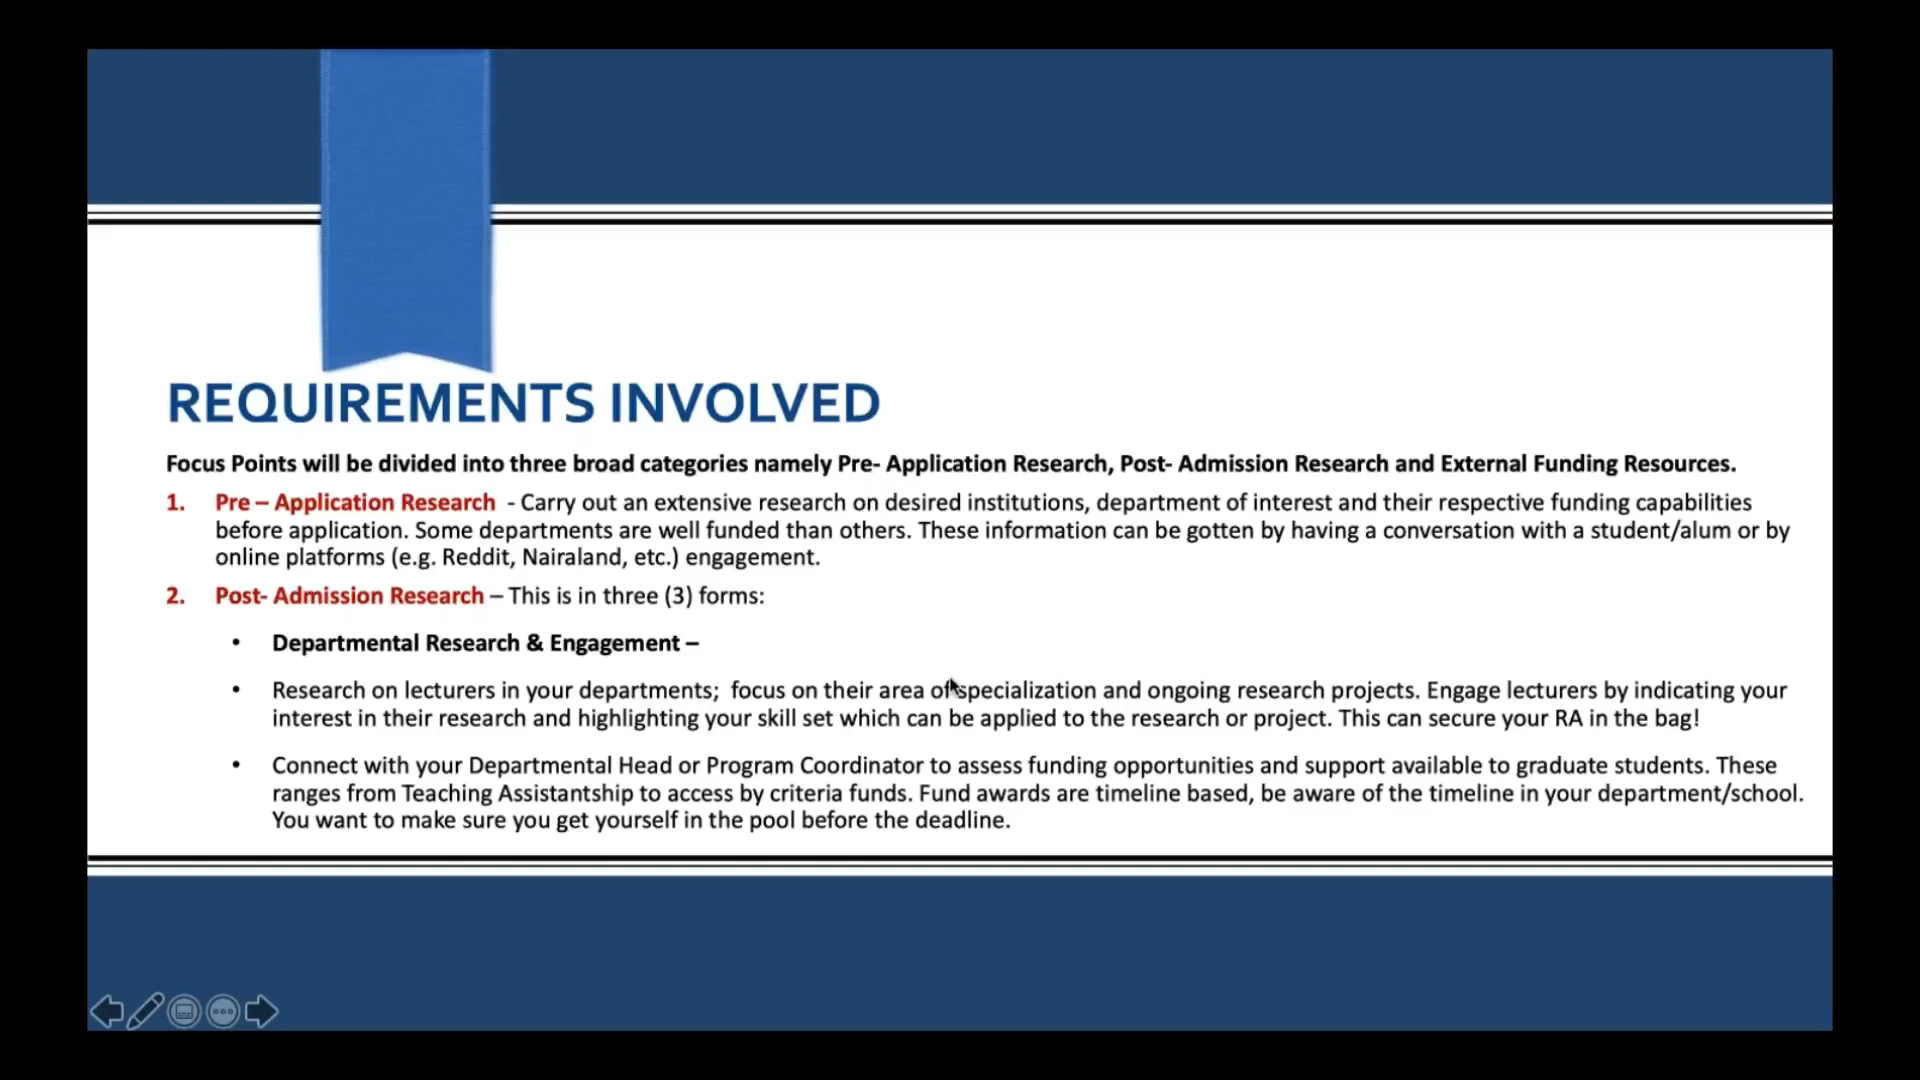 REQUIREMENTS INVOLVED
Focus Points will be divided into three broad categories namely Pre- Application Research, Post- Admission Research and External Funding Resources.
1. Pre – Application Research - Carry out an extensive research on desired institutions, department of interest and their respective funding capabilities
before application. Some departments are well funded than others. These information can be gotten by having a conversation with a student/alum or by
online platforms (e.g. Reddit, Nairaland, etc.) engagement.
2. Post- Admission Research – This is in three (3) forms:
• Departmental Research & Engagement –
• Research on lecturers in your departments; focus on their area of specialization and ongoing research projects. Engage lecturers by indicating your
interest in their research and highlighting your skill set which can be applied to the research or project. This can secure your RA in the bag!
• Connect with your Departmental Head or Program Coordinator to assess funding opportunities and support available to graduate students. These
ranges from Teaching Assistantship to access by criteria funds. Fund awards are timeline based, be aware of the timeline in your department/school.
You want to make sure you get yourself in the pool before the deadline.